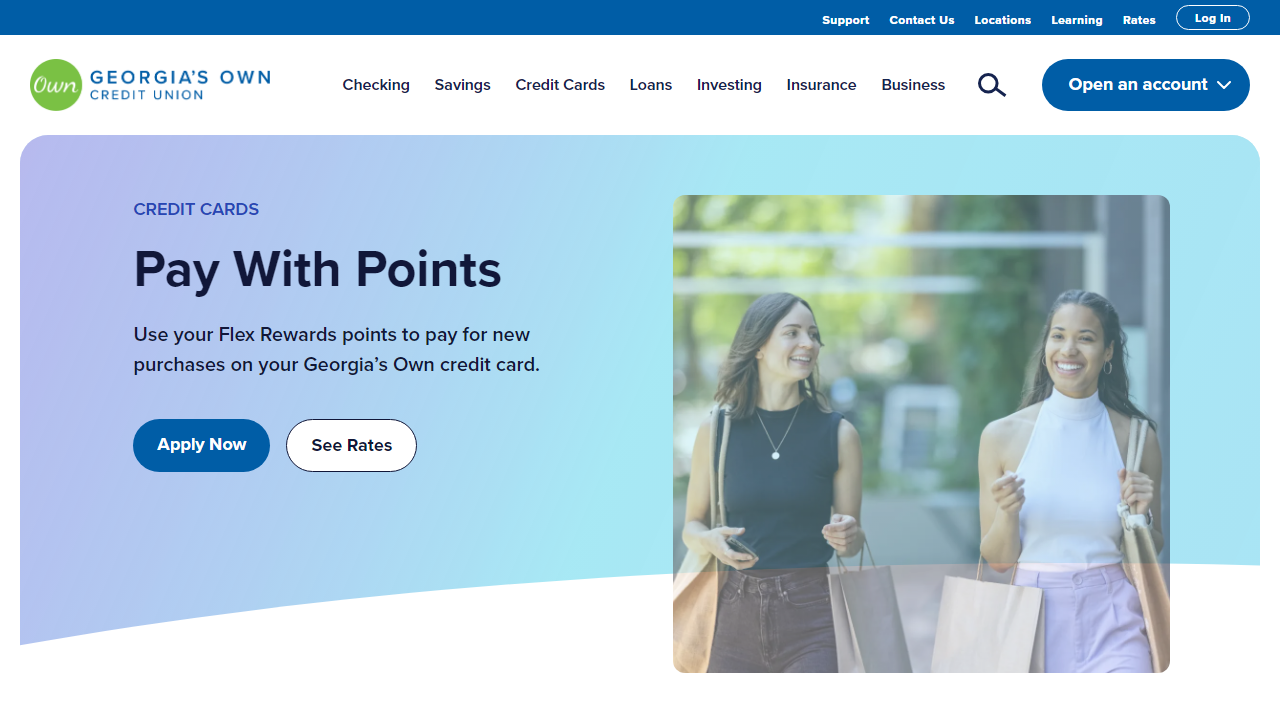 Support Contact Us Locations Learning Rates Log In
Own GEORGIA'S OWN
CREDIT UNION
Checking Savings Credit Cards Loans Investing Insurance Business Open an account
CREDIT CARDS
Pay With Points
Use your Flex Rewards points to pay for new
purchases on your Georgia’s Own credit card.
Apply Now See Rates